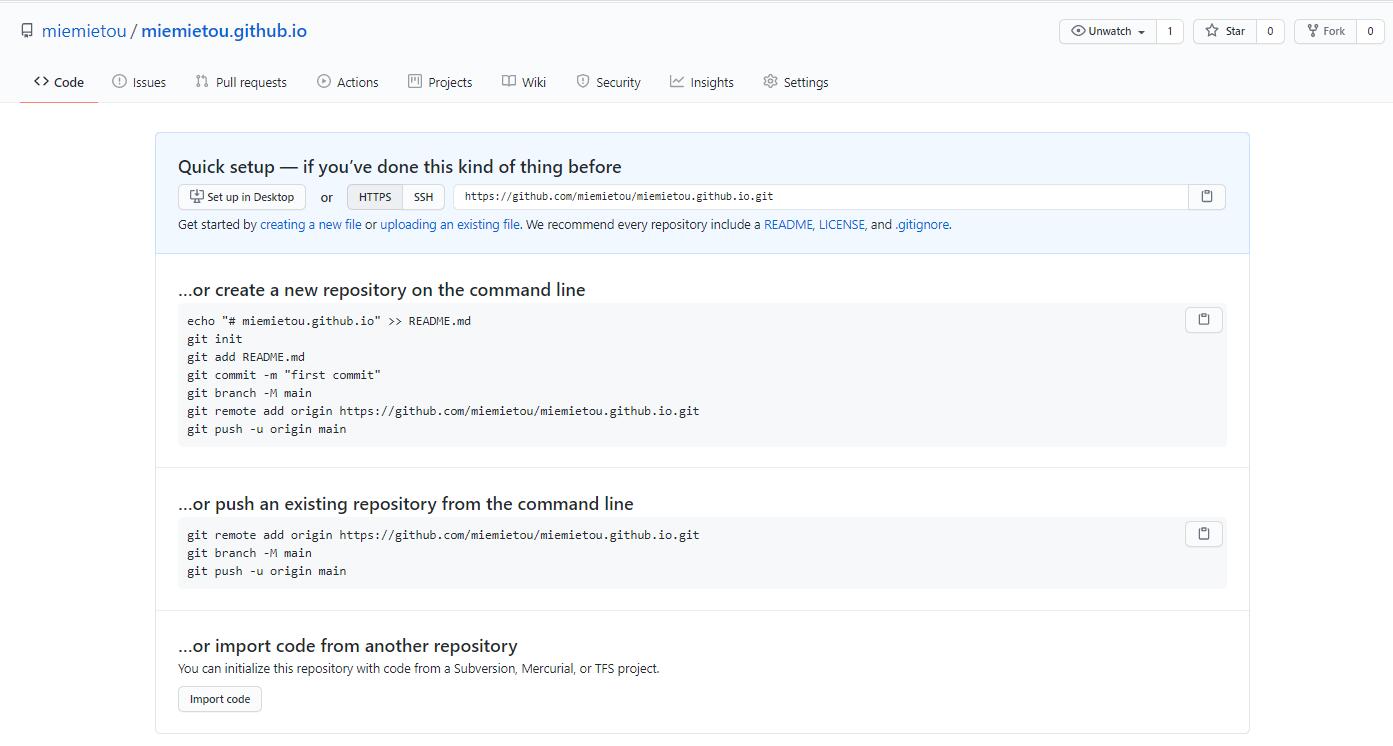 miemietou / miemietou.github.io
Unwatch 1 Star 0 Fork 0
Code Issues Pull requests Actions Projects Wiki Security Insights Settings
Quick setup — if you’ve done this kind of thing before
Set up in Desktop or HTTPS SSH https://github.com/miemietou/miemietou.github.io.git
Get started by creating a new file or uploading an existing file. We recommend every repository include a README, LICENSE, and .gitignore.
…or create a new repository on the command line
echo "# miemietou.github.io" >> README.md
git init
git add README.md
git commit -m "first commit"
git branch -M main
git remote add origin https://github.com/miemietou/miemietou.github.io.git
git push -u origin main
…or push an existing repository from the command line
git remote add origin https://github.com/miemietou/miemietou.github.io.git
git branch -M main
git push -u origin main
…or import code from another repository
You can initialize this repository with code from a Subversion, Mercurial, or TFS project.
Import code